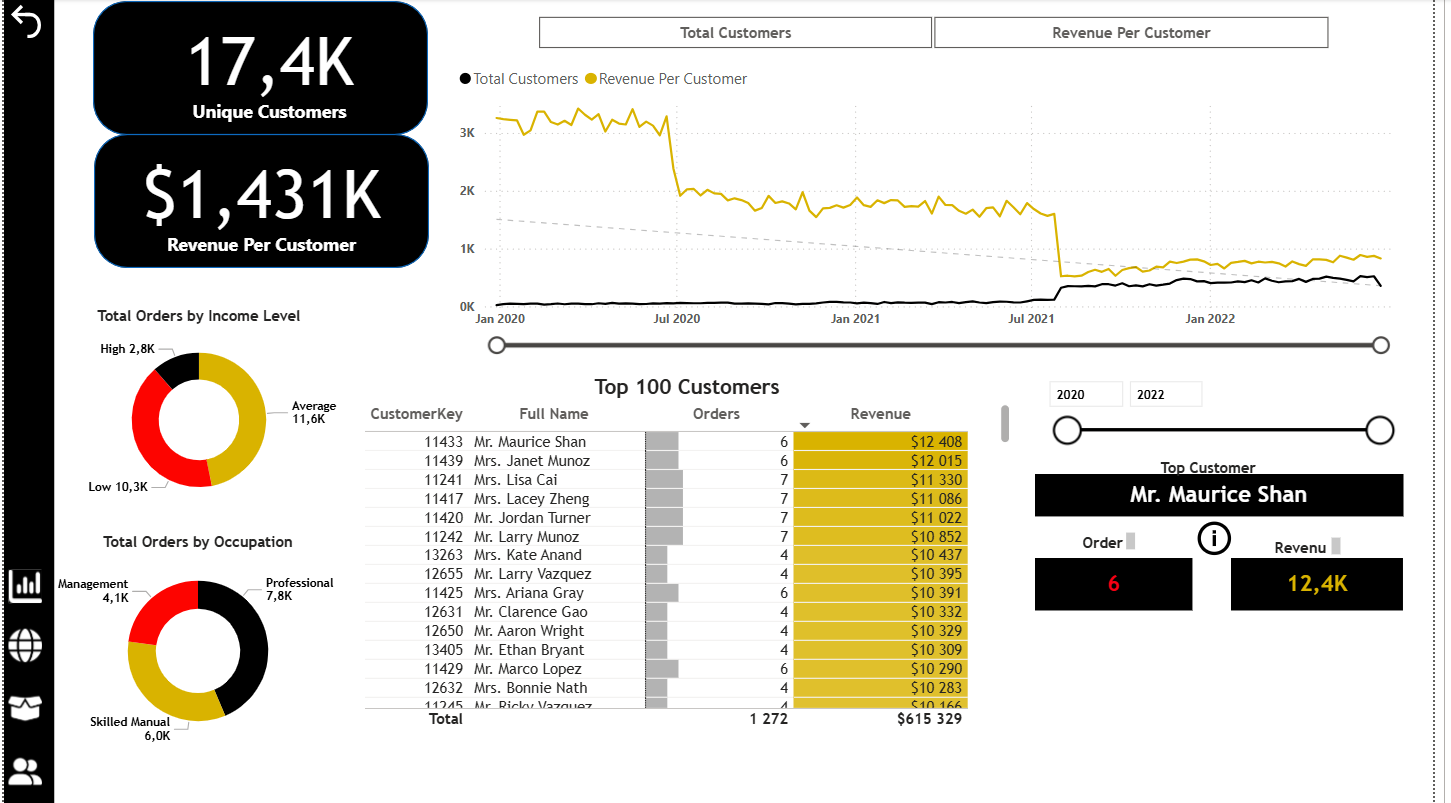 17,4K
Unique Customers
$1,431K
Revenue Per Customer
Total Customers
Revenue Per Customer
Total Customers Revenue Per Customer
3K
2K
1K
0K
Jan 2020 Jul 2020 Jan 2021 Jul 2021 Jan 2022
Total Orders by Income Level
High 2,8K
Average
11,6K
Low 10,3K
Total Orders by Occupation
Management
4,1K
Professional
7,8K
Skilled Manual
6,0K
Top 100 Customers
CustomerKey Full Name Orders Revenue
11433 Mr. Maurice Shan 6 $12 408
11439 Mrs. Janet Munoz 6 $12 015
11241 Mrs. Lisa Cai 7 $11 330
11417 Mrs. Lacey Zheng 7 $11 086
11420 Mr. Jordan Turner 7 $11 022
11242 Mr. Larry Munoz 7 $10 852
13263 Mrs. Kate Anand 4 $10 437
12655 Mr. Larry Vazquez 4 $10 395
11425 Mrs. Ariana Gray 6 $10 391
12631 Mr. Clarence Gao 4 $10 332
12650 Mr. Aaron Wright 4 $10 329
13405 Mr. Ethan Bryant 4 $10 309
11429 Mr. Marco Lopez 6 $10 290
12632 Mrs. Bonnie Nath 4 $10 283
11245 Mr. Ricky Vazquez 4 $10 166
Total 1 272 $615 329
2020 2022
Top Customer
Mr. Maurice Shan
Order
6
i
Revenu
12,4K